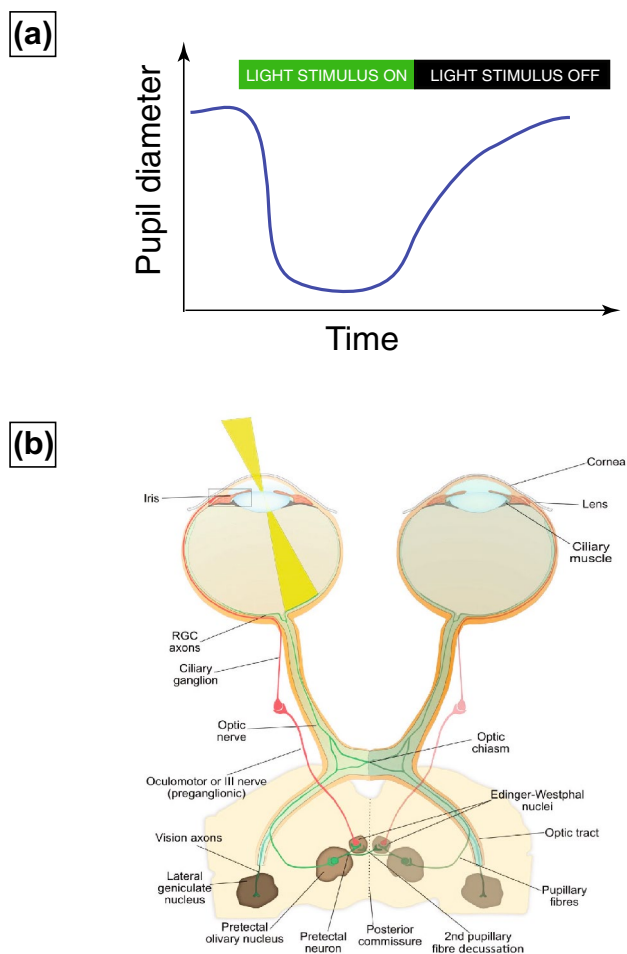 (a)
LIGHT STIMULUS ON
LIGHT STIMULUS OFF
Pupil diameter
Time
(b)
Cornea
Iris
Lens
Ciliary
muscle
RGC
axons
Ciliary
ganglion
Optic
nerve
Optic
chiasm
Oculomotor or III nerve
(preganglionic)
Edinger-Westphal
nuclei
Vision axons
Optic tract
Lateral
geniculate
nucleus
Pupillary
fibres
Pretectal
olivary nucleus
Pretectal
neuron
Posterior
commissure
2nd pupillary
fibre decussation